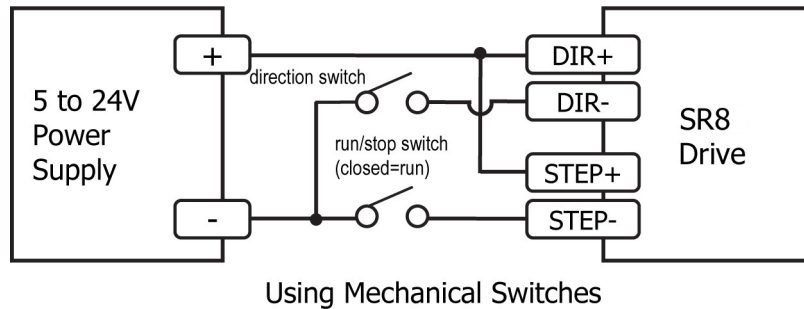 5 to 24V
Power
Supply
+
-
direction switch
run/stop switch
(closed=run)
DIR+
DIR-
STEP+
STEP-
SR8
Drive
Using Mechanical Switches